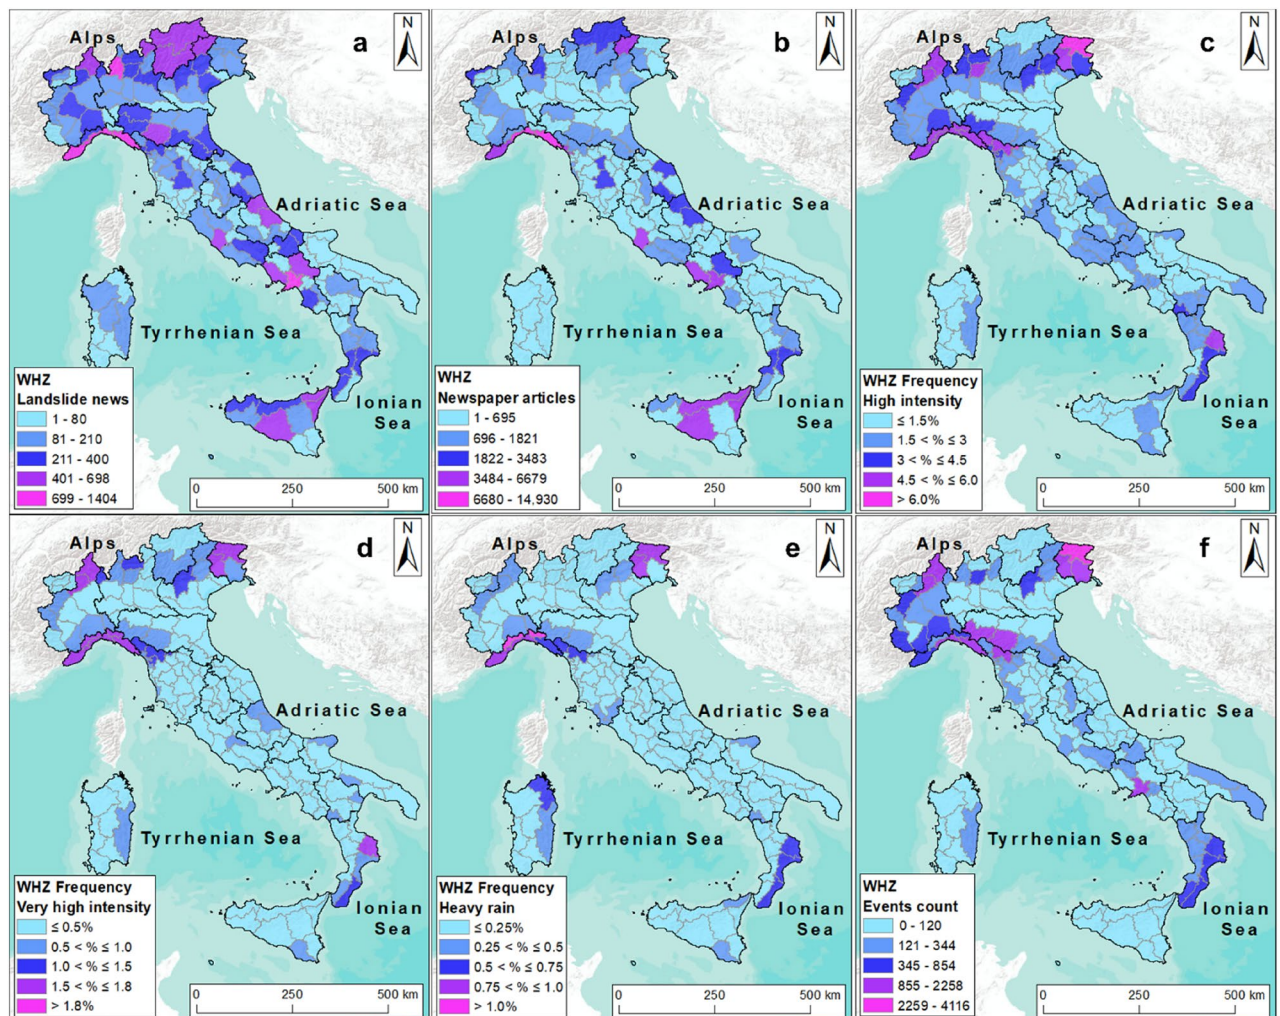 Alps
a
N
Adriatic Sea
Tyrrhenian Sea
Ionian
Sea
WHZ
Landslide news
1 - 80
81 - 210
211 - 400
401 - 698
699 - 1404
0 250 500 km
Alps
b
N
Adriatic Sea
Tyrrhenian Sea
Ionian
Sea
WHZ
Newspaper articles
1 - 695
696 - 1821
1822 - 3483
3484 - 6679
6680 - 14,930
0 250 500 km
Alps
c
N
Adriatic Sea
Tyrrhenian Sea
Ionian
Sea
WHZ Frequency
High intensity
≤ 1.5%
1.5 < % ≤ 3
3 < % ≤ 4.5
4.5 < % ≤ 6.0
> 6.0%
0 250 500 km
Alps
d
N
Adriatic Sea
Tyrrhenian Sea
Ionian
Sea
WHZ Frequency
Very high intensity
≤ 0.5%
0.5 < % ≤ 1.0
1.0 < % ≤ 1.5
1.5 < % ≤ 1.8
> 1.8%
0 250 500 km
Alps
e
N
Adriatic Sea
Tyrrhenian Sea
Ionian
Sea
WHZ Frequency
Heavy rain
≤ 0.25%
0.25 < % ≤ 0.5
0.5 < % ≤ 0.75
0.75 < % ≤ 1.0
> 1.0%
0 250 500 km
Alps
f
N
Adriatic Sea
Tyrrhenian Sea
Ionian
Sea
WHZ
Events count
0 - 120
121 - 344
345 - 854
855 - 2258
2259 - 4116
0 250 500 km